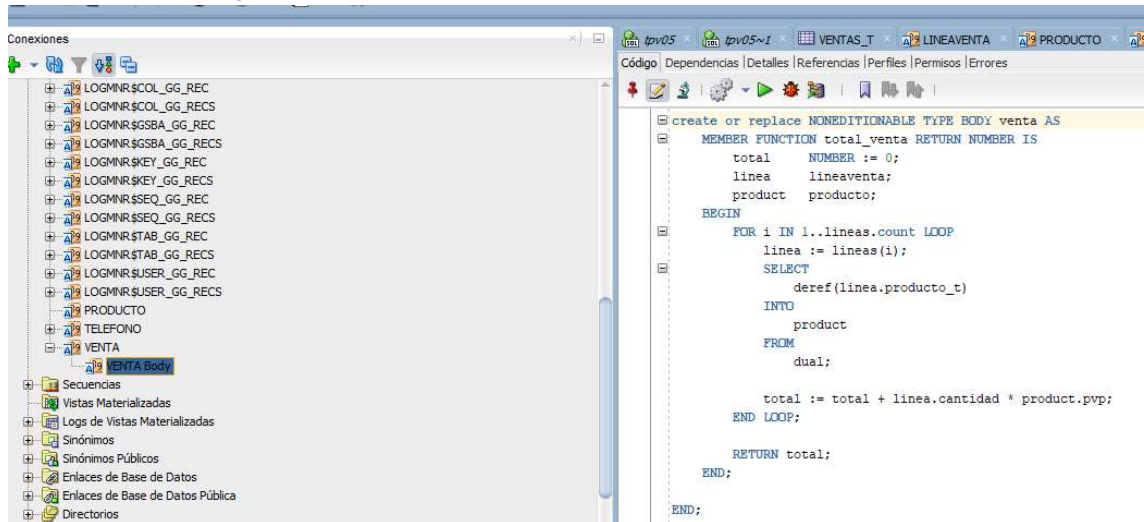 Conexiones
LOGMNR$COL_GG_REC
LOGMNR$COL_GG_RECS
LOGMNR$GSBA_GG_REC
LOGMNR$GSBA_GG_RECS
LOGMNR$KEY_GG_REC
LOGMNR$KEY_GG_RECS
LOGMNR$SEQ_GG_REC
LOGMNR$SEQ_GG_RECS
LOGMNR$TAB_GG_REC
LOGMNR$TAB_GG_RECS
LOGMNR$USER_GG_REC
LOGMNR$USER_GG_RECS
PRODUCTO
TELEFONO
VENTA
VENTA Body
Secuencias
Vistas Materializadas
Logs de Vistas Materializadas
Sinónimos
Sinónimos Públicos
Enlaces de Base de Datos
Enlaces de Base de Datos Pública
Directorios
tpv05 tpv05~1 VENTAS_T LINEAVENTA PRODUCTO
Código Dependencias |Detalles |Referencias |Perfiles |Permisos |Errores
create or replace NONEDITIONABLE TYPE BODY venta AS
MEMBER FUNCTION total_venta RETURN NUMBER IS
total NUMBER := 0;
linea lineaventa;
product producto;
BEGIN
FOR i IN 1..lineas.count LOOP
linea := lineas(i);
SELECT
deref(linea.producto_t)
INTO
product
FROM
dual;
total := total + linea.cantidad * product.pvp;
END LOOP;
RETURN total;
END;
END;